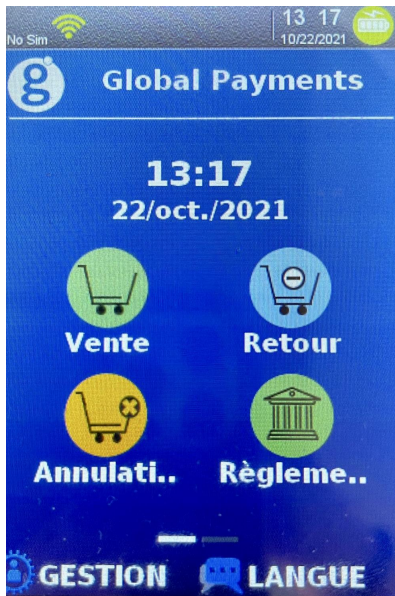 13 17
No Sim
10/22/2021
g
Global Payments
13:17
22/oct./2021
Vente
Retour
Annulati..
Règleme..
GESTION
LANGUE